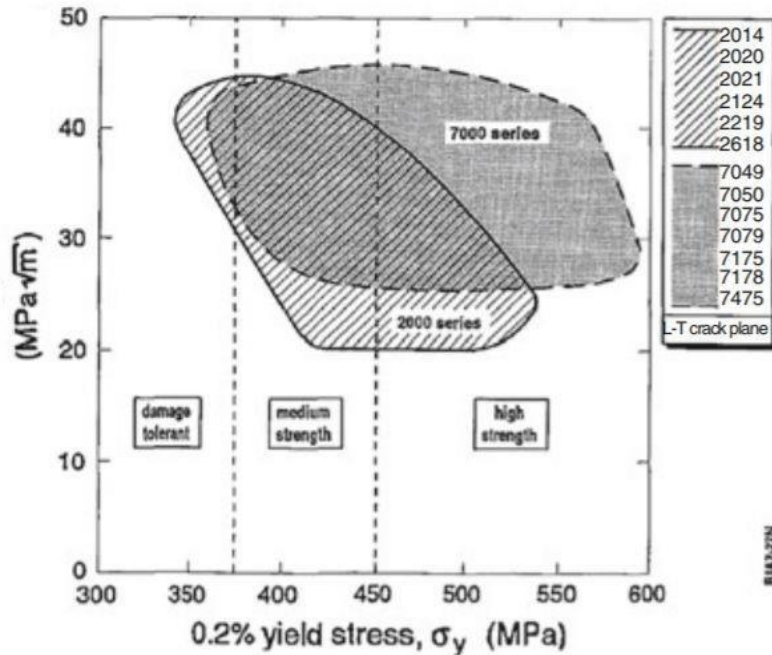 50
40
30
20
10
0
(MPa√m)
300
350
400
450
500
550
600
0.2% yield stress, σy (MPa)
7000 series
2000 series
damage
tolerant
medium
strength
high
strength
2014
2020
2021
2124
2219
2618
7049
7050
7075
7079
7175
7178
7475
L-T crack plane